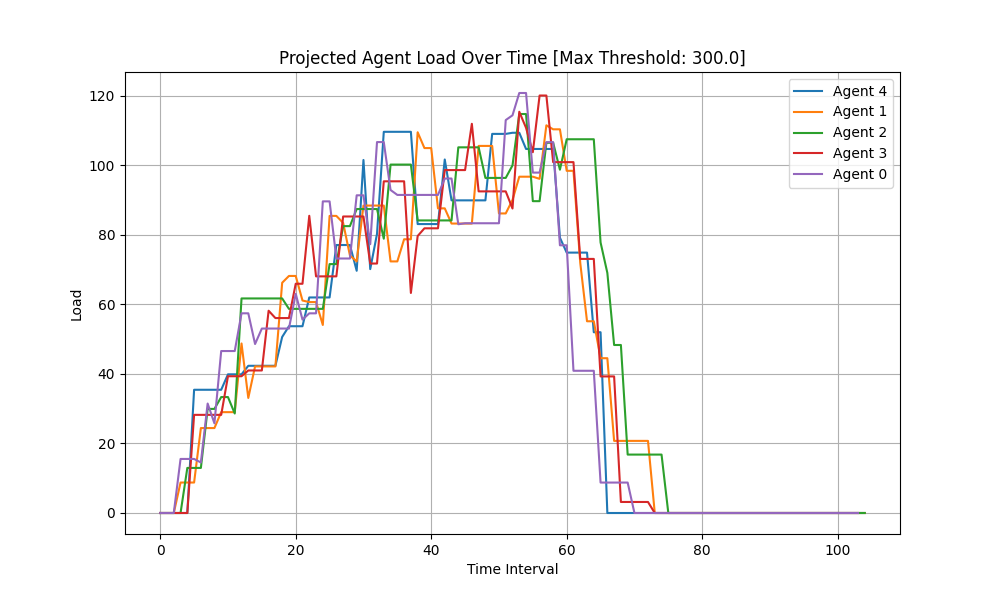 Projected Agent Load Over Time [Max Threshold: 300.0]
Load
120
100
80
60
40
20
0
0 20 40 60 80 100
Time Interval
Agent 4
Agent 1
Agent 2
Agent 3
Agent 0